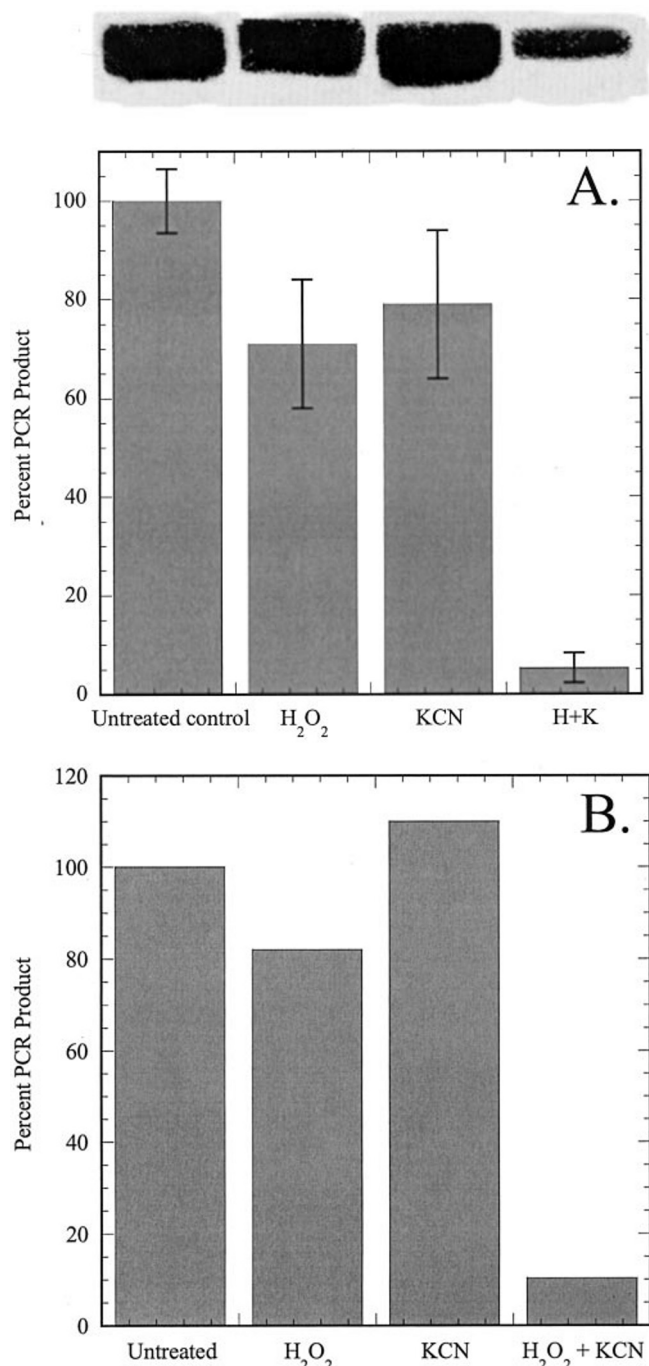 A.
100
80
60
40
20
0
Percent PCR Product
Untreated control H₂O₂ KCN H+K
B.
120
100
80
60
40
20
0
Percent PCR Product
Untreated H₂O₂ KCN H₂O₂ + KCN